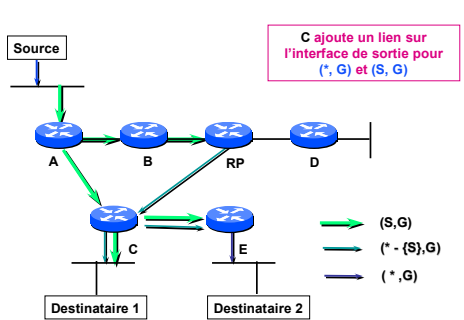 C ajoute un lien sur
l'interface de sortie pour
(*, G) et (S, G)
Source
A
B
RP
D
C
E
(S,G)
(* - {S},G)
( * ,G)
Destinataire 1
Destinataire 2